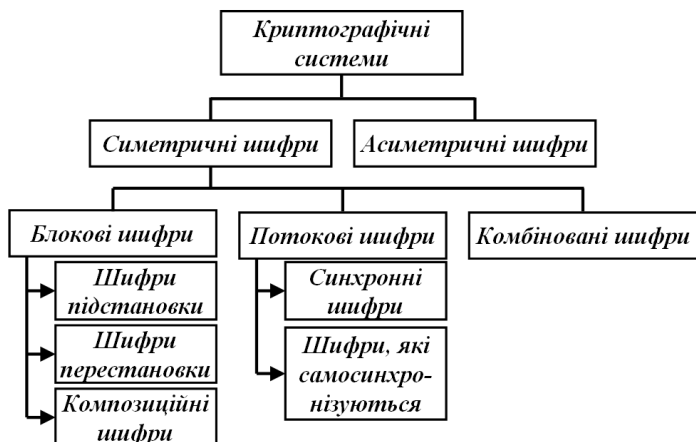 Криптографічні
системи
Симетричні шифри
Асиметричні шифри
Блокові шифри
Потокові шифри
Комбіновані шифри
Шифри
підстановки
Шифри
перестановки
Композиційні
шифри
Синхронні
шифри
Шифри, які
самосинхро-
нізуються